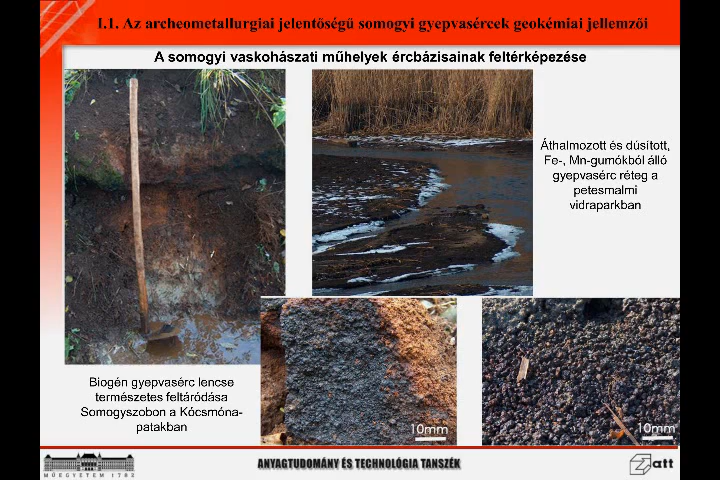 I.1. Az archeometallurgiai jelentőségű somogyi gyepvasércek geokémiai jellemzői
A somogyi vaskohászati műhelyek ércbázisainak feltérképezése
Áthalmozott és dúsított,
Fe-, Mn-gumókból álló
gyepvasérc réteg a
petesmalmi
vidraparkban
Biogén gyepvasérc lencse
természetes feltáródása
Somogyszobon a Kócsmóna-
patakban
10mm
10mm
MŰEGYETEM 1782
ANYAGTUDOMÁNY ÉS TECHNOLÓGIA TANSZÉK
att